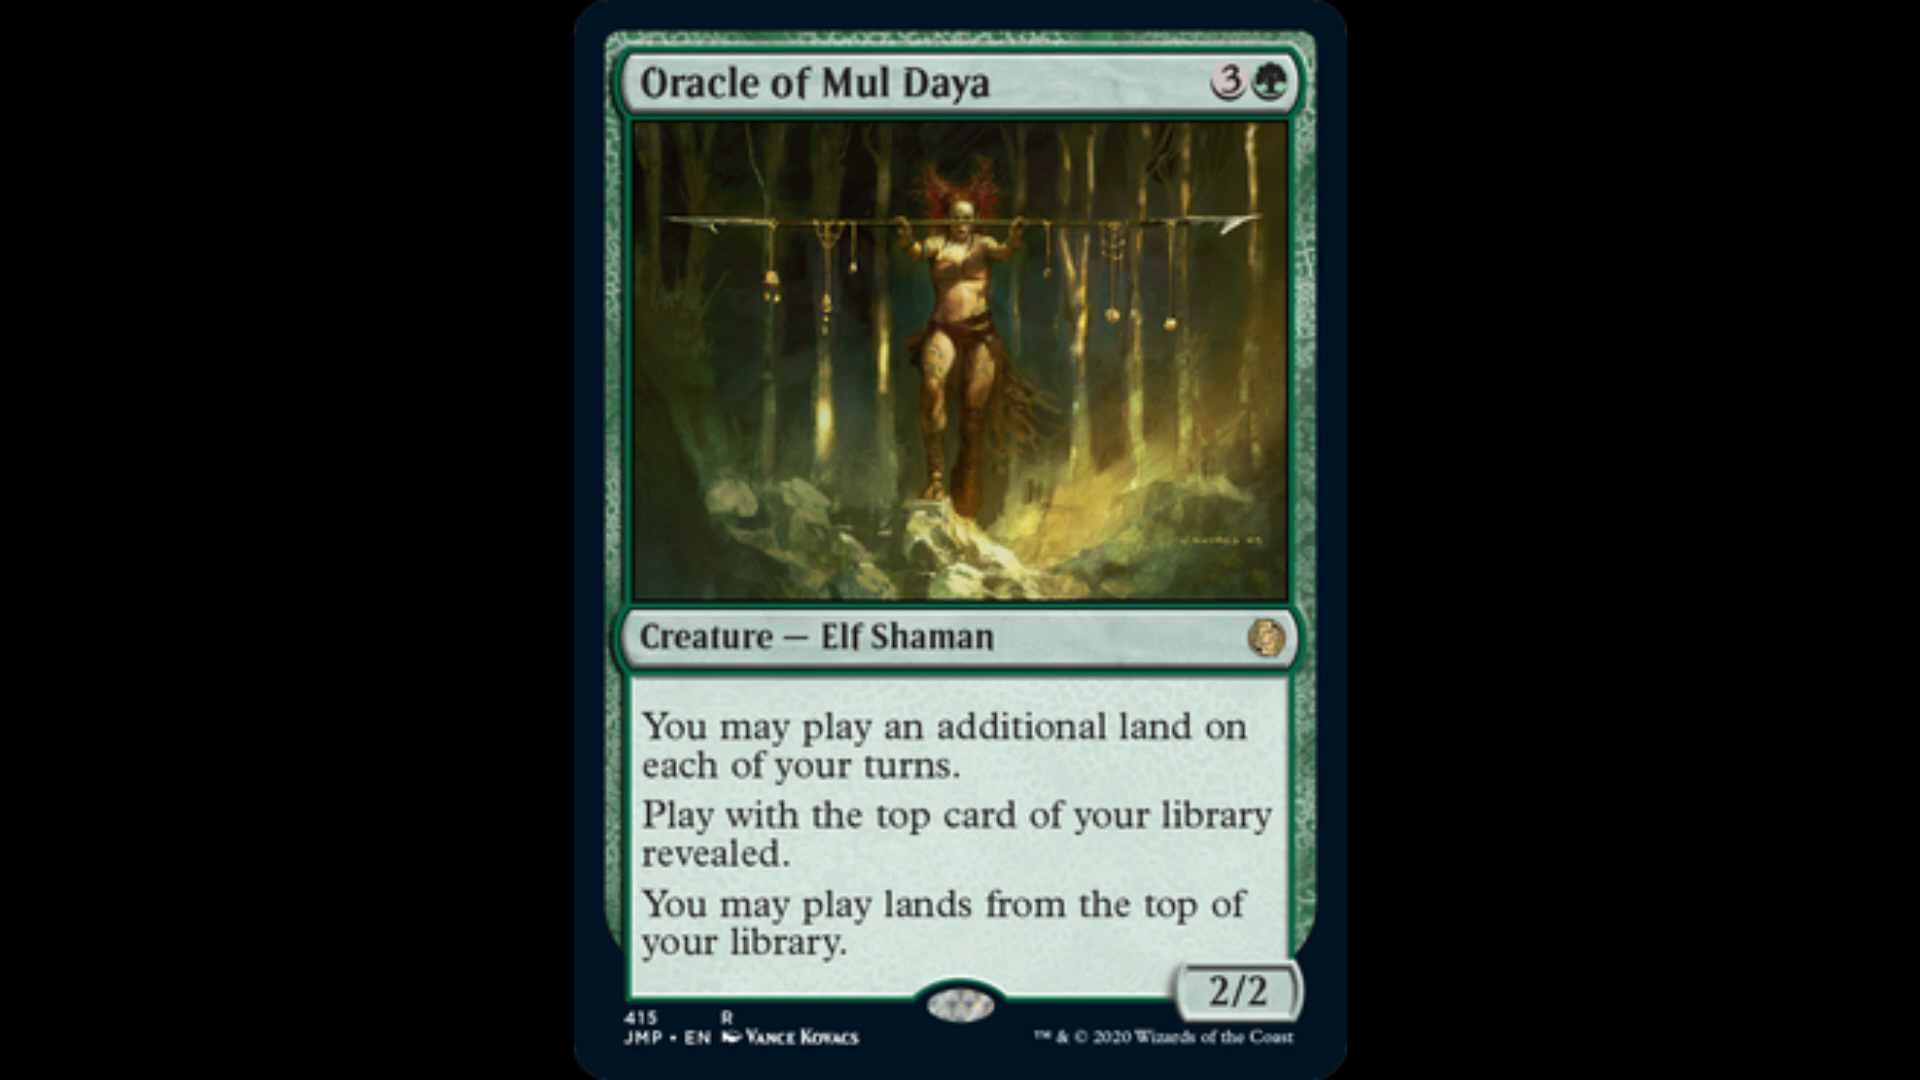 Oracle of Mul Daya 3
Creature — Elf Shaman
You may play an additional land on
each of your turns.
Play with the top card of your library
revealed.
You may play lands from the top of
your library.
2/2
415 R
JMP • EN VANCE KOVACS
™ & © 2020 Wizards of the Coast